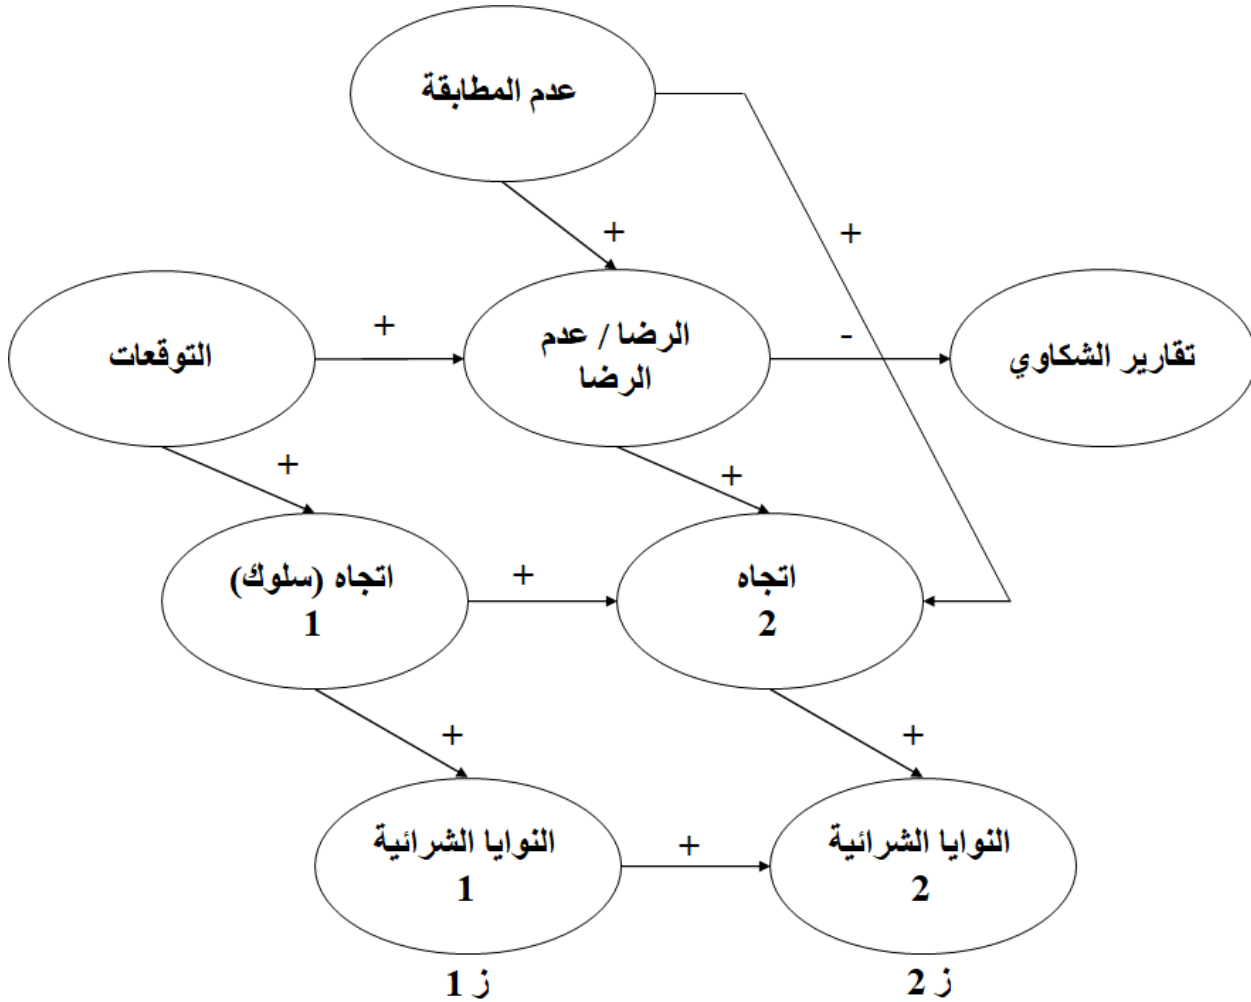 عدم المطابقة
+
+
التوقعات
+
الرضا / عدم
الرضا
-
تقارير الشكاوي
+
+
اتجاه (سلوك)
1
+
اتجاه
2
+
+
النوايا الشرائية
1
+
النوايا الشرائية
2
ز 1
ز 2